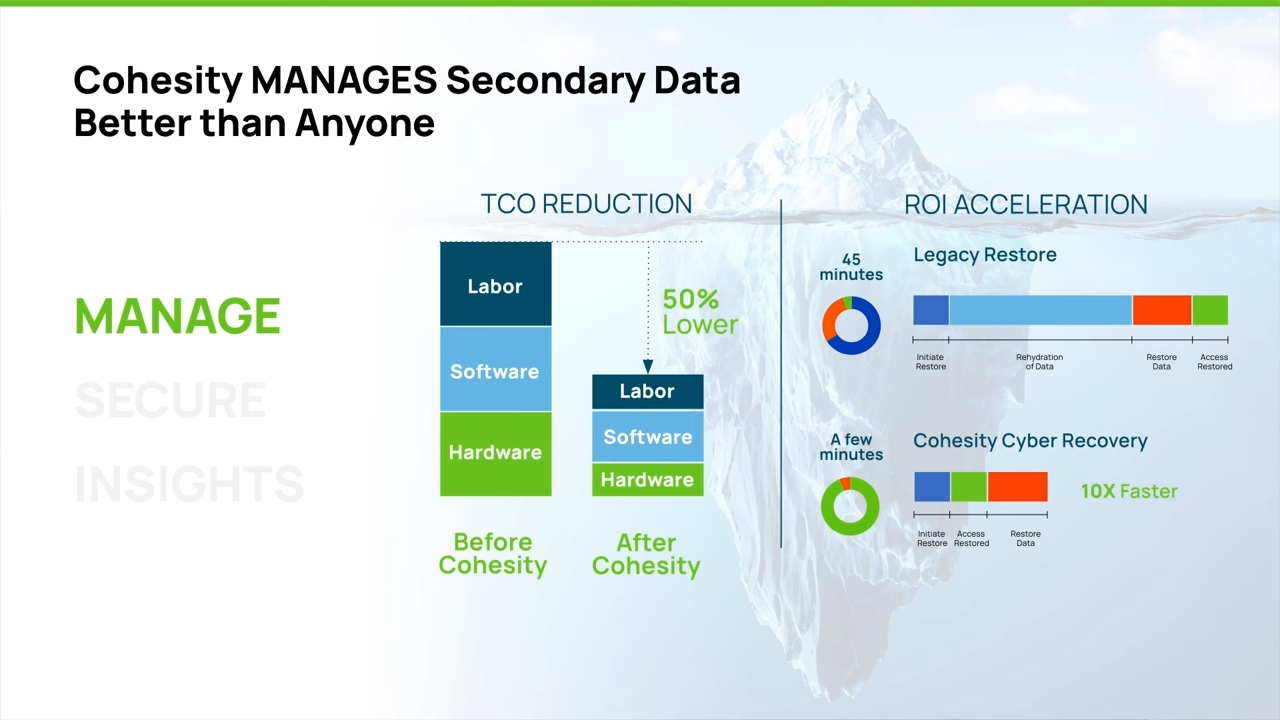 Cohesity MANAGES Secondary Data
Better than Anyone
MANAGE
SECURE
INSIGHTS
TCO REDUCTION
Labor
Software
Hardware
Before
Cohesity
50%
Lower
Labor
Software
Hardware
After
Cohesity
ROI ACCELERATION
45
minutes
Legacy Restore
Initiate
Restore
Rehydration
of Data
Restore
Data
Access
Restored
A few
minutes
Cohesity Cyber Recovery
10X Faster
Initiate
Restore
Access
Restored
Restore
Data